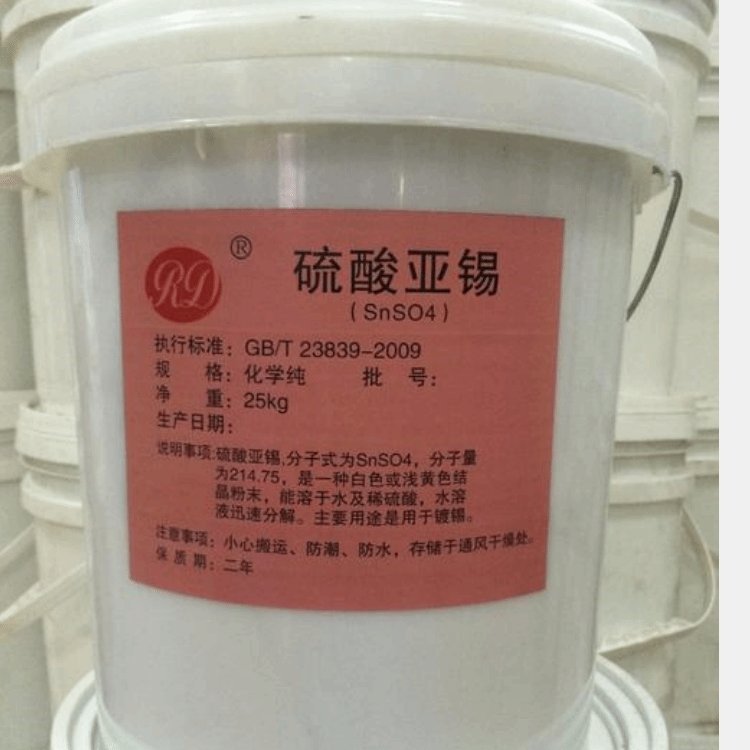 RD ®
硫酸亚锡
(SnSO4)
执行标准：GB/T 23839-2009
规 格：化学纯 批 号：
净 重：25kg
生产日期：
说明事项:硫酸亚锡,分子式为SnSO4，分子量
为214.75，是一种白色或浅黄色结
晶粉末，能溶于水及稀硫酸，水溶
液迅速分解。主要用途是用于镀锡。
注意事项：小心搬运、防潮、防水，存储于通风干燥处。
保 质 期：二年